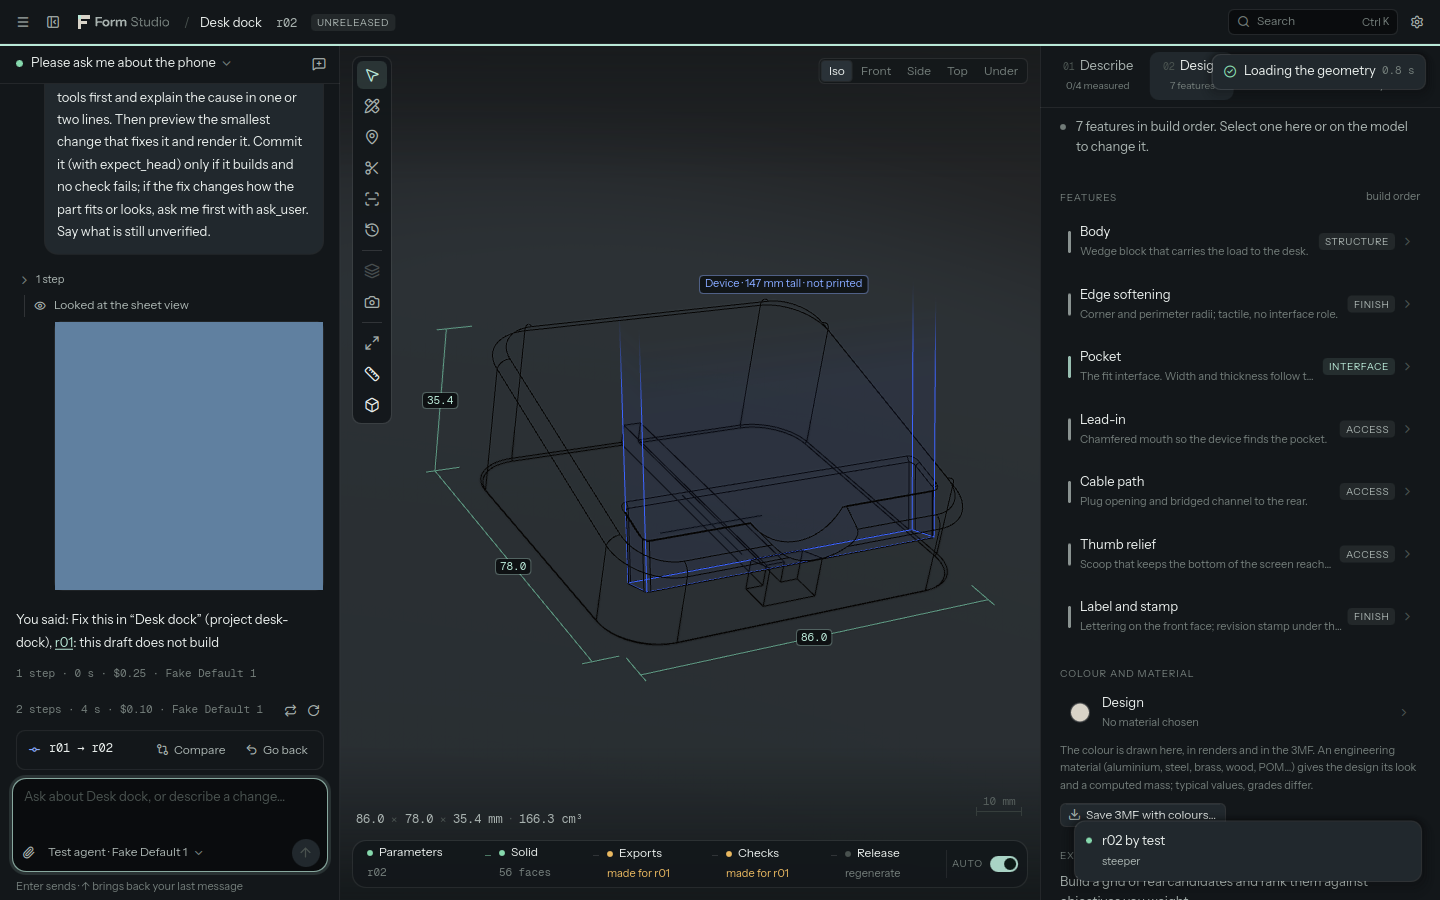 Form Studio / Desk dock r02 UNRELEASED
Search Ctrl K
Please ask me about the phone
tools first and explain the cause in one or
two lines. Then preview the smallest
change that fixes it and render it. Commit
it (with expect_head) only if it builds and
no check fails; if the fix changes how the
part fits or looks, ask me first with ask_user.
Say what is still unverified.
1 step
Looked at the sheet view
You said: Fix this in “Desk dock” (project desk-
dock), r01: this draft does not build
1 step · 0 s · $0.25 · Fake Default 1
2 steps · 4 s · $0.10 · Fake Default 1
r01 → r02 Compare Go back
Ask about Desk dock, or describe a change...
Test agent · Fake Default 1
Enter sends · ↑ brings back your last message
Iso Front Side Top Under
Device · 147 mm tall · not printed
35.4
78.0
86.0
10 mm
86.0 × 78.0 × 35.4 mm · 166.3 cm³
Parameters
r02
Solid
56 faces
Exports
made for r01
Checks
made for r01
Release
regenerate
AUTO
01 Describe
0/4 measured
02 Desig
7 features
Loading the geometry 0.8 s
7 features in build order. Select one here or on the model
to change it.
FEATURES build order
Body
Wedge block that carries the load to the desk.
STRUCTURE
Edge softening
Corner and perimeter radii; tactile, no interface role.
FINISH
Pocket
The fit interface. Width and thickness follow t...
INTERFACE
Lead-in
Chamfered mouth so the device finds the pocket.
ACCESS
Cable path
Plug opening and bridged channel to the rear.
ACCESS
Thumb relief
Scoop that keeps the bottom of the screen reach...
ACCESS
Label and stamp
Lettering on the front face; revision stamp under th...
FINISH
COLOUR AND MATERIAL
Design
No material chosen
The colour is drawn here, in renders and in the 3MF. An engineering
material (aluminium, steel, brass, wood, POM...) gives the design its look
and a computed mass; typical values, grades differ.
Save 3MF with colours...
r02 by test
steeper
EX
Build a grid of real candidates and rank them against